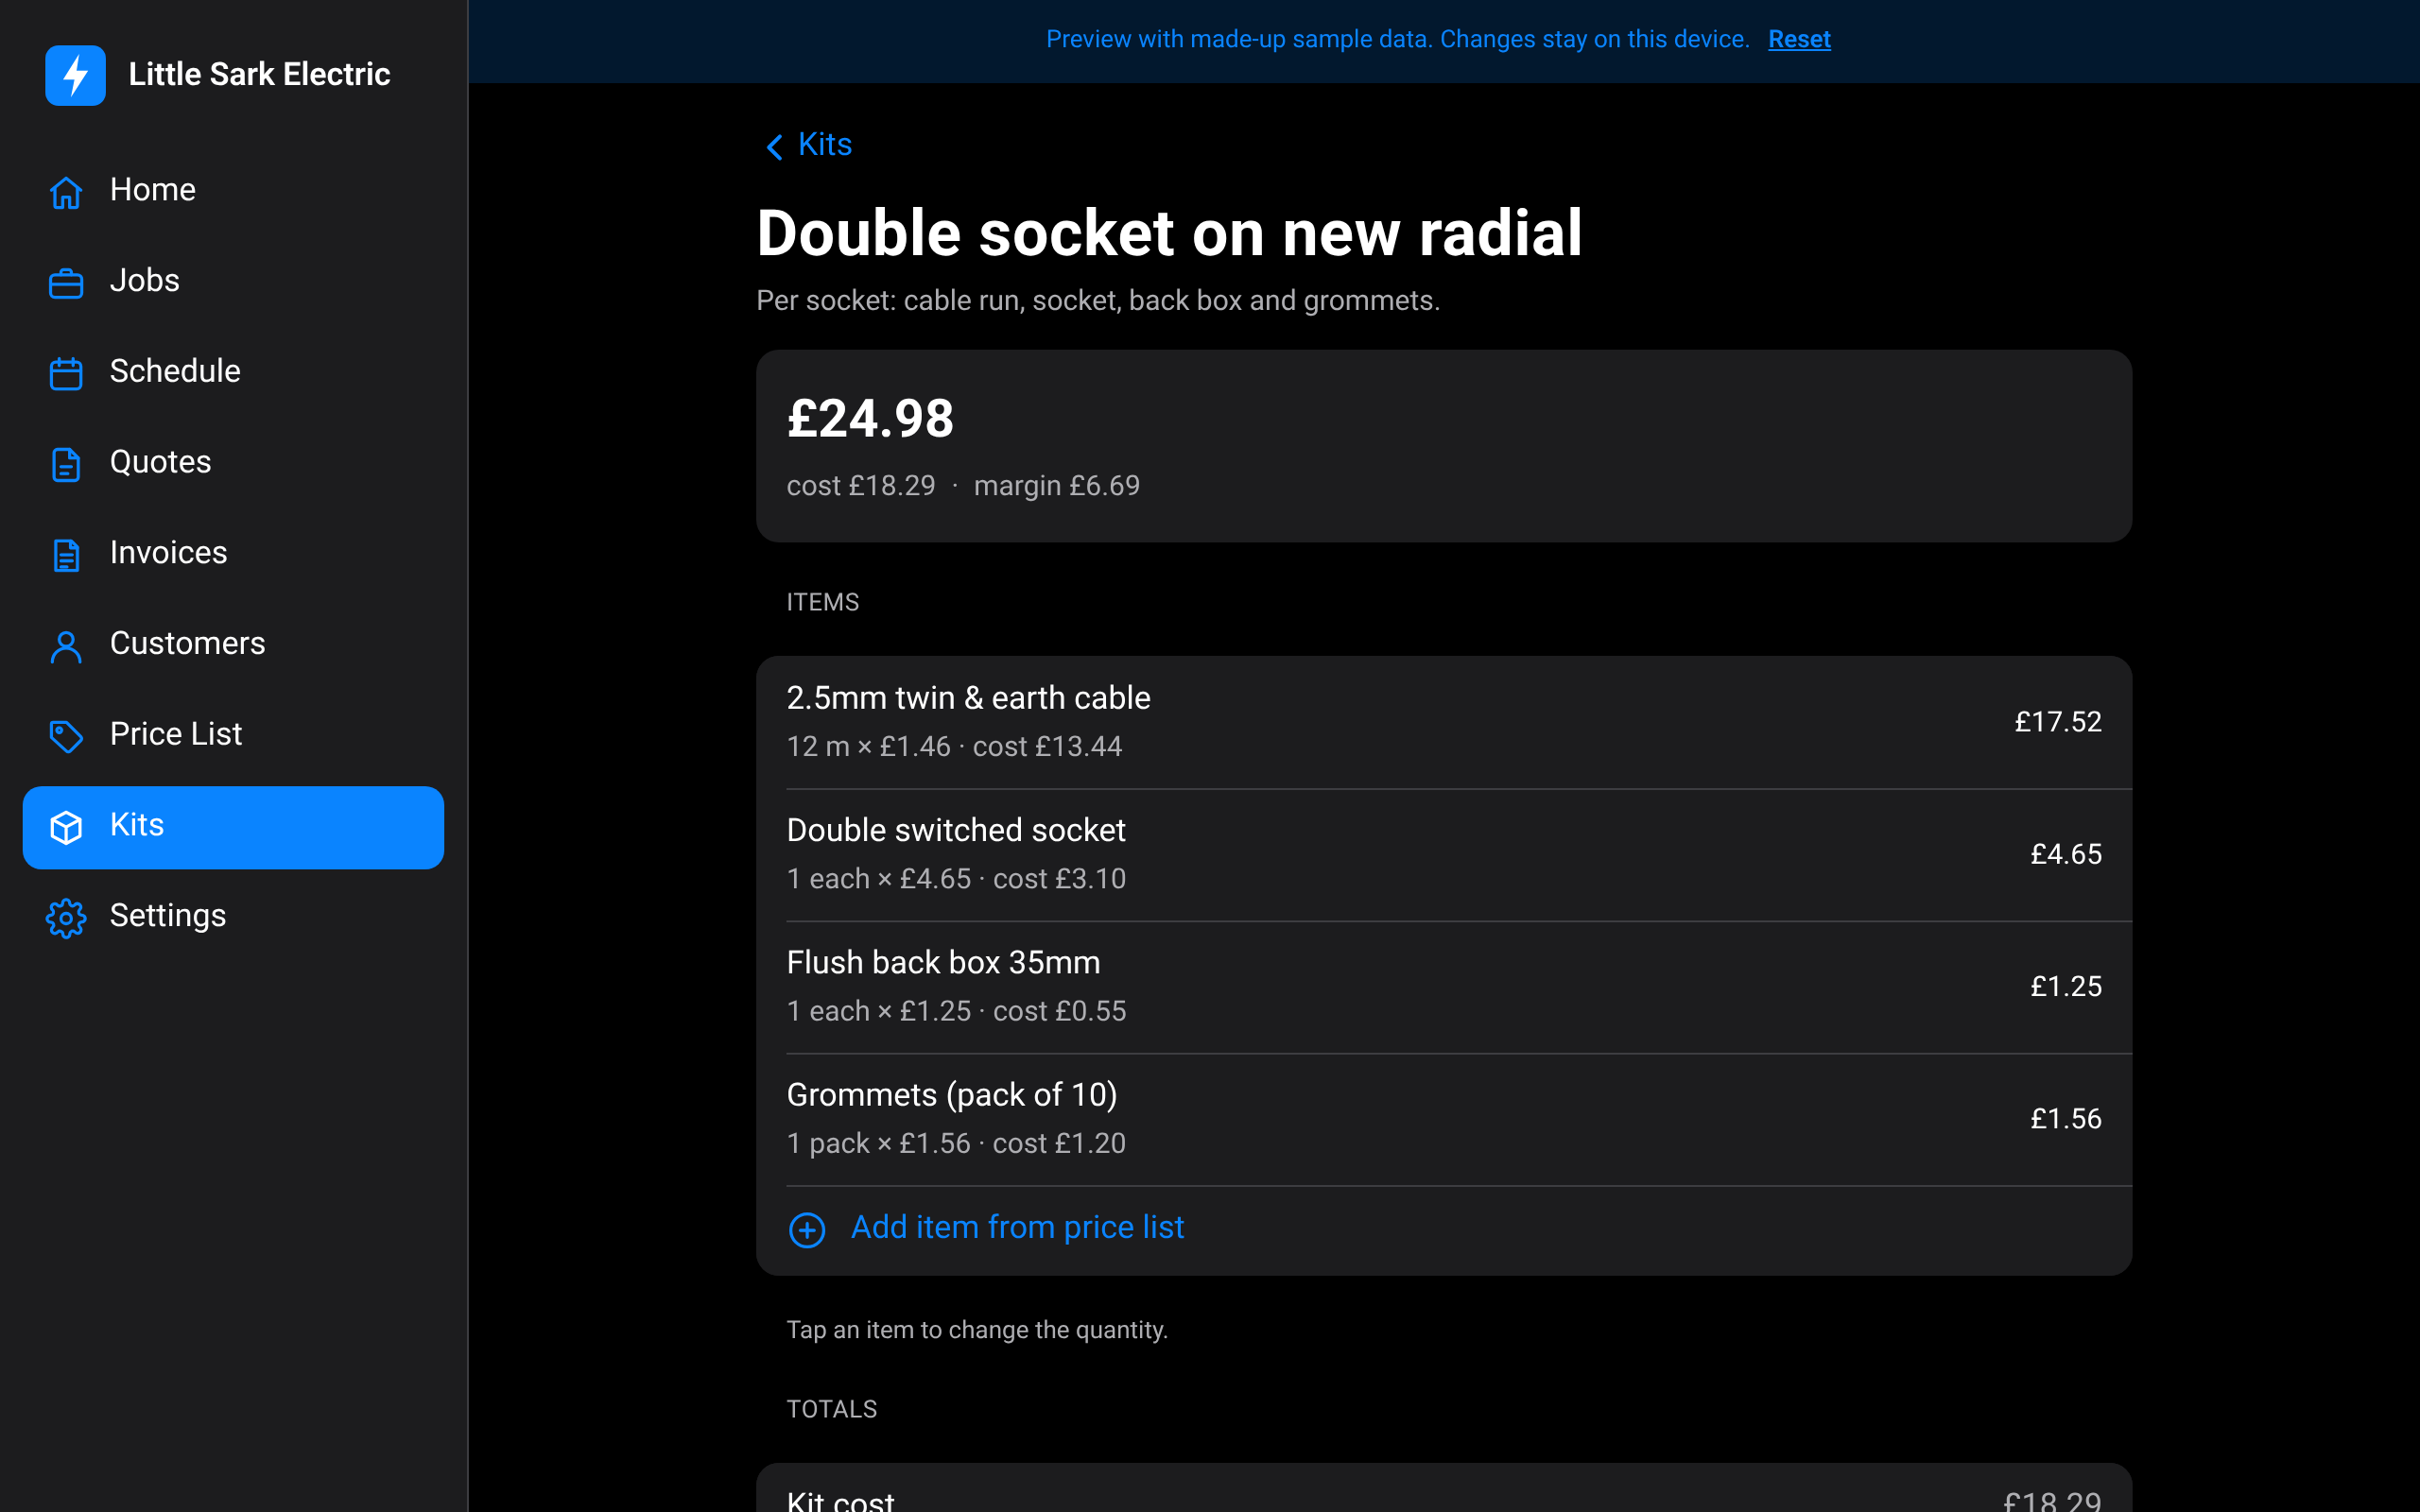 Little Sark Electric
Home
Jobs
Schedule
Quotes
Invoices
Customers
Price List
Kits
Settings
Preview with made-up sample data. Changes stay on this device. Reset
Kits
Double socket on new radial
Per socket: cable run, socket, back box and grommets.
£24.98
cost £18.29 · margin £6.69
ITEMS
2.5mm twin & earth cable
12 m × £1.46 · cost £13.44
£17.52
Double switched socket
1 each × £4.65 · cost £3.10
£4.65
Flush back box 35mm
1 each × £1.25 · cost £0.55
£1.25
Grommets (pack of 10)
1 pack × £1.56 · cost £1.20
£1.56
Add item from price list
Tap an item to change the quantity.
TOTALS
Kit cost
£18.29